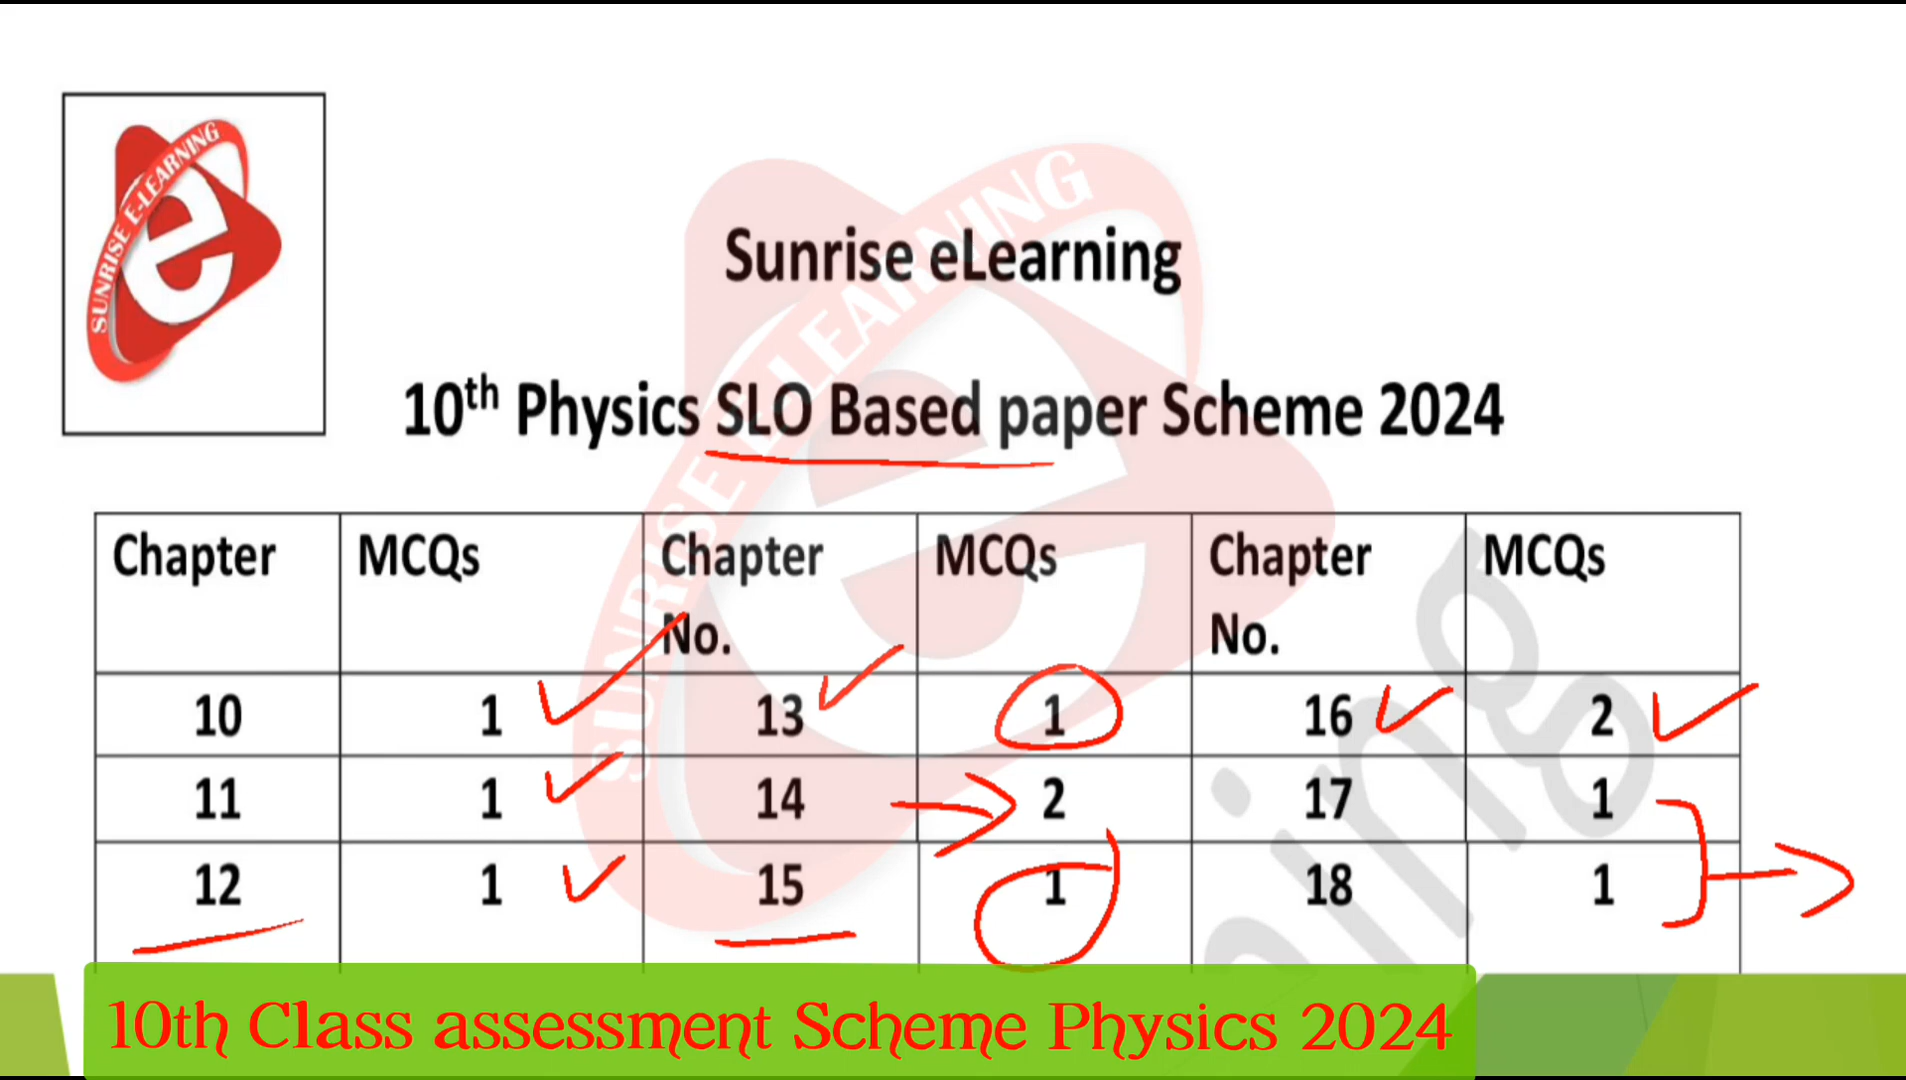 SUNRISE E-LEARNING
SUNRISE E-LEARNING
Sunrise eLearning
10th Physics SLO Based paper Scheme 2024
Chapter MCQs Chapter No. MCQs Chapter No. MCQs
10 1 13 1 16 2
11 1 14 2 17 1
12 1 15 1 18 1
10th Class assessment Scheme Physics 2024